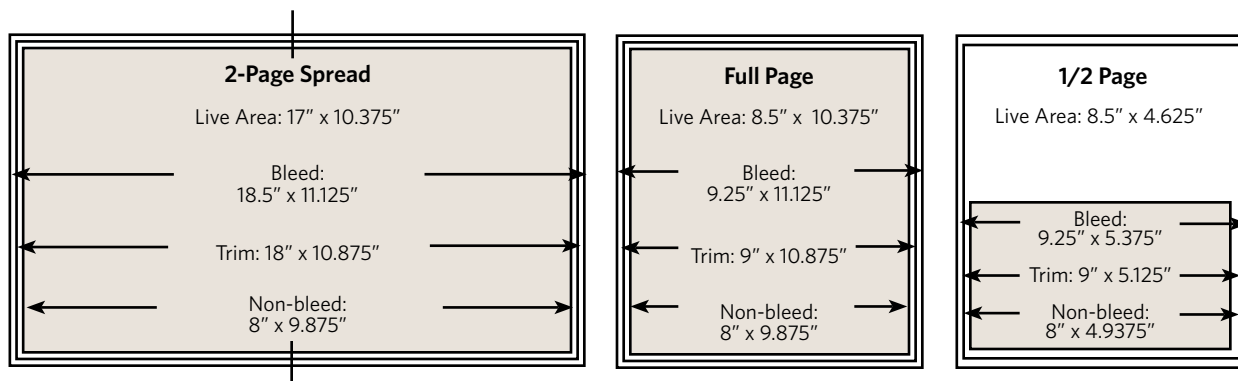 2-Page Spread
Live Area: 17” x 10.375”
Bleed:
18.5” x 11.125”
Trim: 18” x 10.875”
Non-bleed:
8” x 9.875”
Full Page
Live Area: 8.5” x 10.375”
Bleed:
9.25” x 11.125”
Trim: 9” x 10.875”
Non-bleed:
8” x 9.875”
1/2 Page
Live Area: 8.5” x 4.625”
Bleed:
9.25” x 5.375”
Trim: 9” x 5.125”
Non-bleed:
8” x 4.9375”